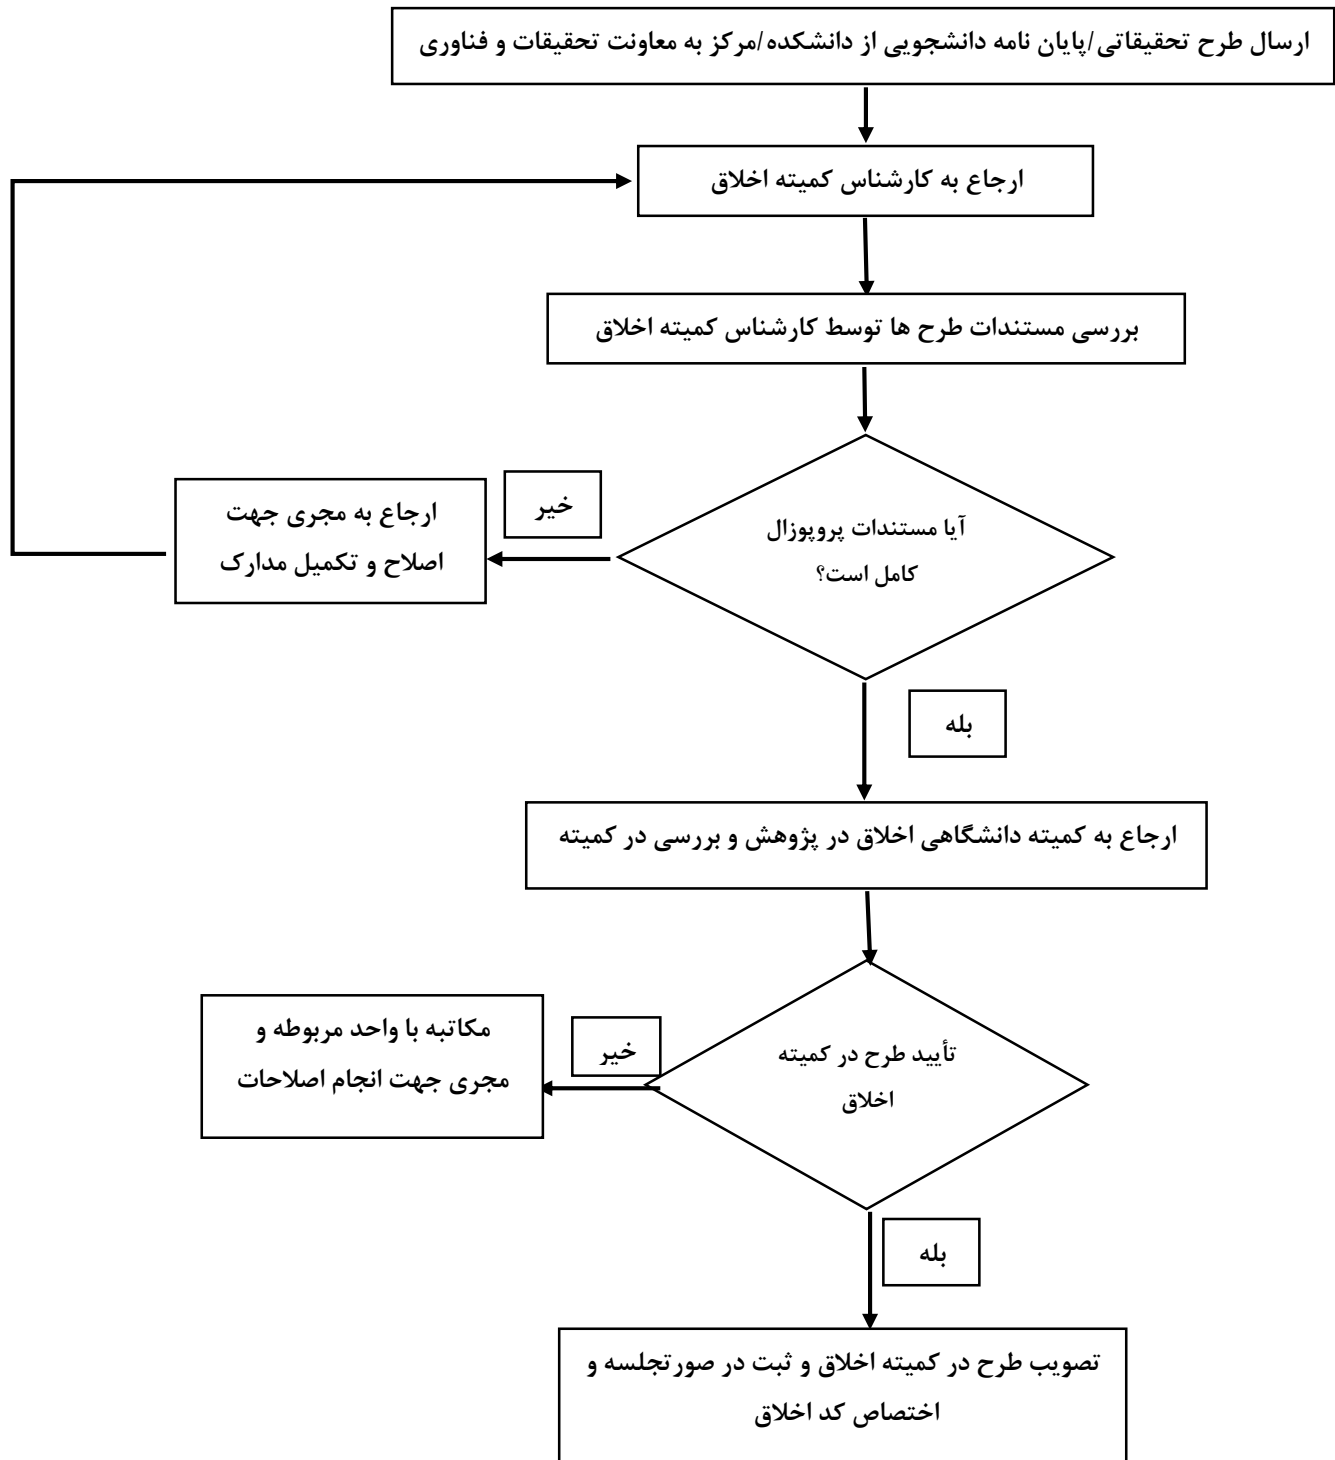 ارسال طرح تحقیقاتی/پایان نامه دانشجویی از دانشکده/مرکز به معاونت تحقیقات و فناوری
ارجاع به کارشناس کمیته اخلاق
بررسی مستندات طرح ها توسط کارشناس کمیته اخلاق
آیا مستندات پروپوزال
کامل است؟
خیر
ارجاع به مجری جهت
اصلاح و تکمیل مدارک
بله
ارجاع به کمیته دانشگاهی اخلاق در پژوهش و بررسی در کمیته
تأیید طرح در کمیته
اخلاق
خیر
مکاتبه با واحد مربوطه و
مجری جهت انجام اصلاحات
بله
تصویب طرح در کمیته اخلاق و ثبت در صورتجلسه و
اختصاص کد اخلاق